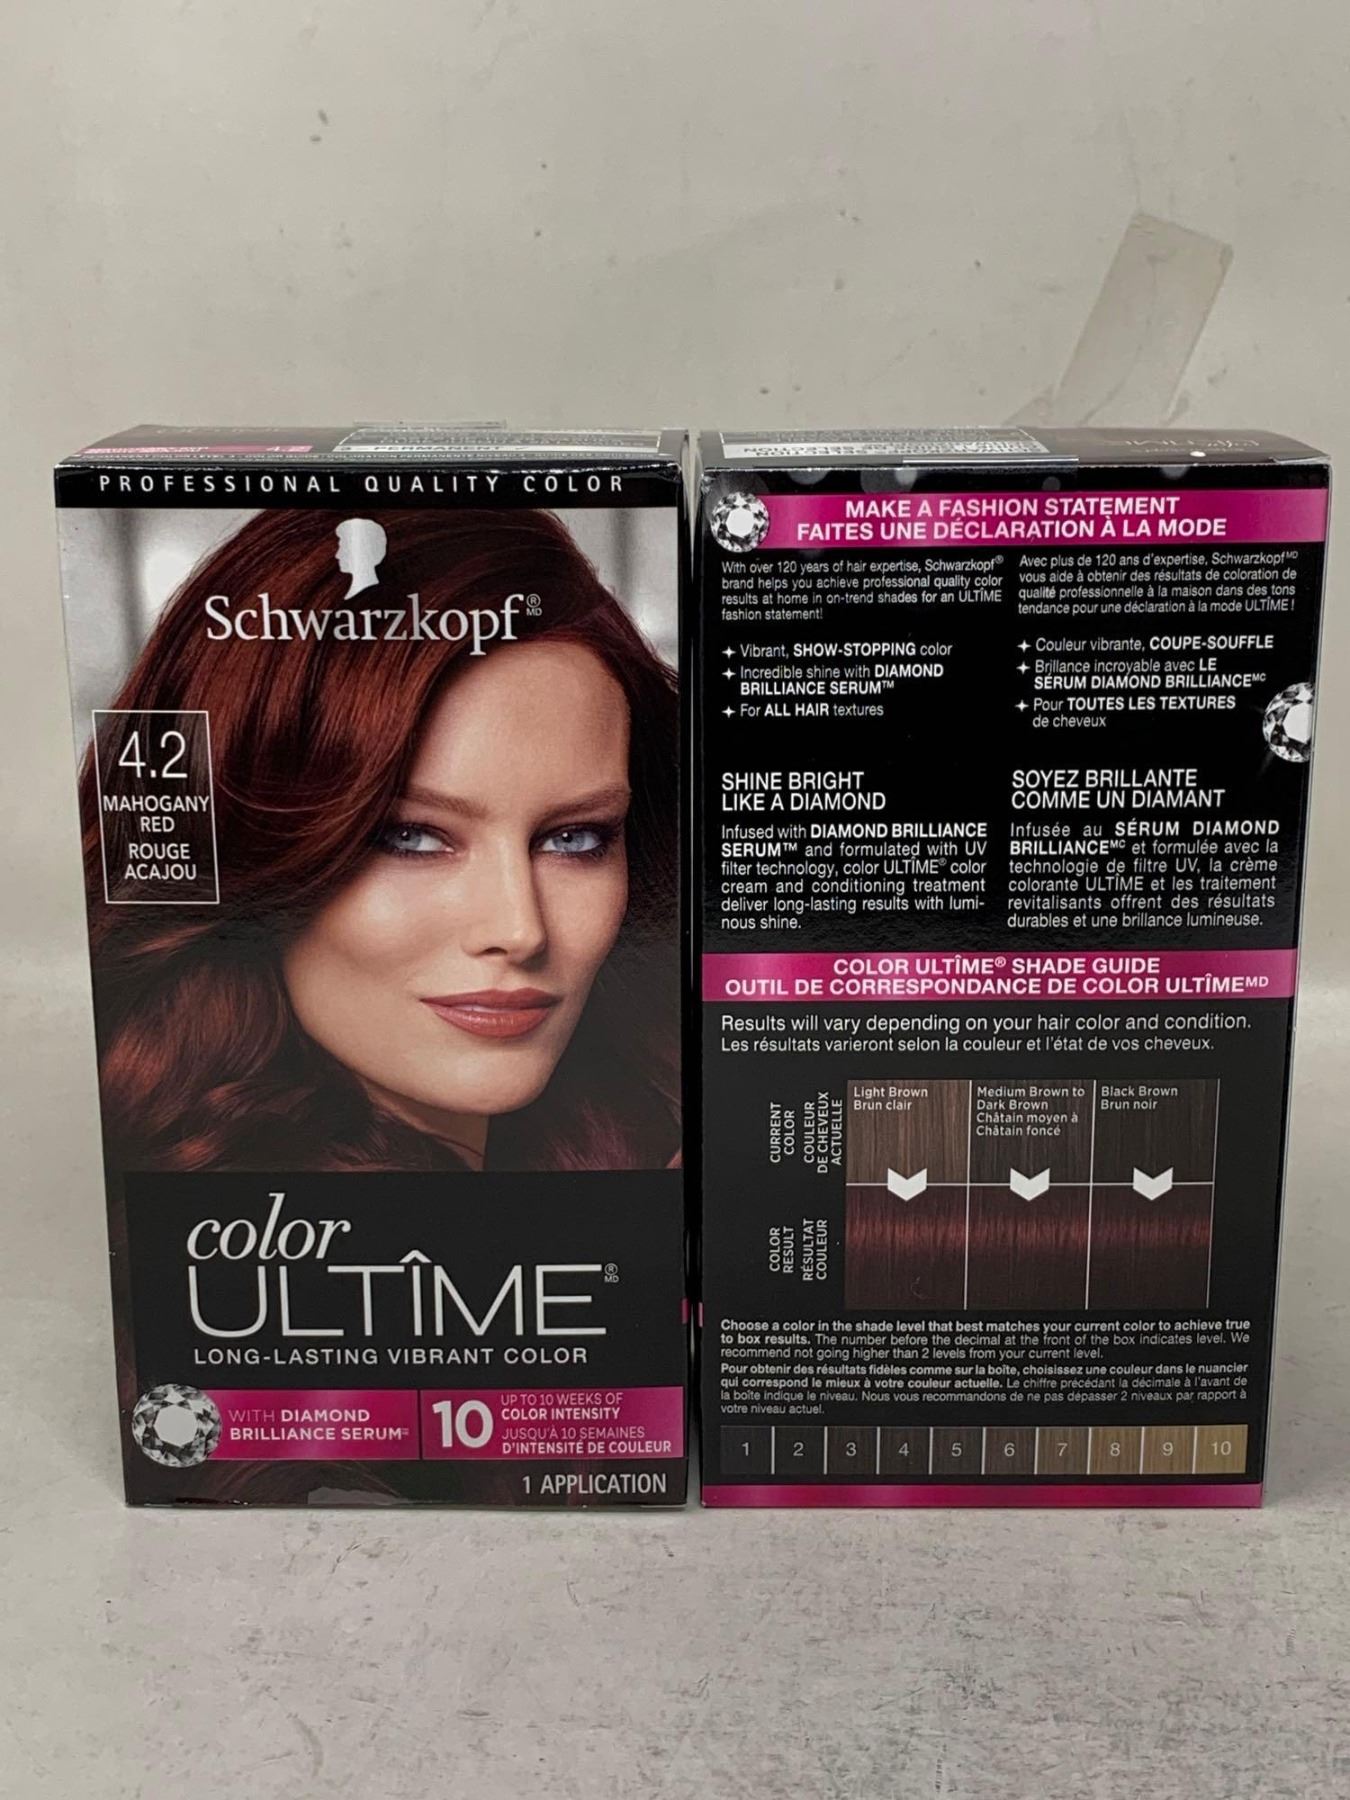 4.2
3 - PERMANENT
PROFESSIONAL QUALITY COLOR
Schwarzkopf®
MD
4.2
MAHOGANY
RED
ROUGE
ACAJOU
color
ULTÎME®
MD
LONG-LASTING VIBRANT COLOR
WITH DIAMOND
BRILLIANCE SERUM
10
UP TO 10 WEEKS OF
COLOR INTENSITY
JUSQU'À 10 SEMAINES
D'INTENSITÉ DE COULEUR
1 APPLICATION
MAKE A FASHION STATEMENT
FAITES UNE DÉCLARATION À LA MODE
With over 120 years of hair expertise, Schwarzkopf®
brand helps you achieve professional quality color
results at home in on-trend shades for an ULTÎME
fashion statement!
✦ Vibrant, SHOW-STOPPING color
✦ Incredible shine with DIAMOND
BRILLIANCE SERUM™
✦ For ALL HAIR textures
Avec plus de 120 ans d'expertise, Schwarzkopf MD
vous aide à obtenir des résultats de coloration de
qualité professionnelle à la maison dans des tons
tendance pour une déclaration à la mode ULTÎME !
✦ Couleur vibrante, COUPE-SOUFFLE
✦ Brillance incroyable avec LE
SÉRUM DIAMOND BRILLIANCE MC
✦ Pour TOUTES LES TEXTURES
de cheveux
SHINE BRIGHT
LIKE A DIAMOND
Infused with DIAMOND BRILLIANCE
SERUM™ and formulated with UV
filter technology, color ULTÎME® color
cream and conditioning treatment
deliver long-lasting results with lumi-
nous shine.
SOYEZ BRILLANTE
COMME UN DIAMANT
Infusée au SÉRUM DIAMOND
BRILLIANCE MC et formulée avec la
technologie de filtre UV, la crème
colorante ULTÎME et les traitement
revitalisants offrent des résultats
durables et une brillance lumineuse.
COLOR ULTÎME® SHADE GUIDE
OUTIL DE CORRESPONDANCE DE COLOR ULTÎME MD
Results will vary depending on your hair color and condition.
Les résultats varieront selon la couleur et l'état de vos cheveux.
CURRENT
COLOR
COULEUR
DE CHEVEUX
ACTUELLE
Light Brown
Brun clair
Medium Brown to
Dark Brown
Châtain moyen à
Châtain foncé
Black Brown
Brun noir
COLOR
RESULT
RÉSULTAT
COULEUR
Choose a color in the shade level that best matches your current color to achieve true
to box results. The number before the decimal at the front of the box indicates level. We
recommend not going higher than 2 levels from your current level.
Pour obtenir des résultats fidèles comme sur la boîte, choisissez une couleur dans le nuancier
qui correspond le mieux à votre couleur actuelle. Le chiffre précédant la décimale à l'avant de
la boîte indique le niveau. Nous vous recommandons de ne pas dépasser 2 niveaux par rapport à
votre niveau actuel.
1 2 3 4 5 6 7 8 9 10